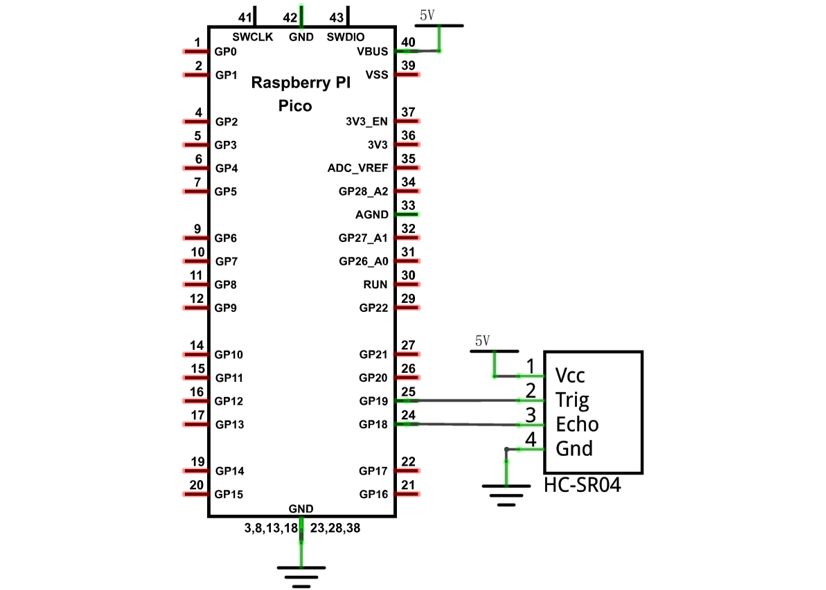 41 42 43
SWCLK GND SWDIO
5V
1 GP0 VBUS 40
2 GP1 VSS 39
Raspberry PI
Pico
4 GP2 3V3_EN 37
5 GP3 3V3 36
6 GP4 ADC_VREF 35
7 GP5 GP28_A2 34
AGND 33
9 GP6 GP27_A1 32
10 GP7 GP26_A0 31
11 GP8 RUN 30
12 GP9 GP22 29
14 GP10 GP21 27
15 GP11 GP20 26
16 GP12 GP19 25
17 GP13 GP18 24
19 GP14 GP17 22
20 GP15 GP16 21
GND
3,8,13,18 23,28,38
5V
1 Vcc
2 Trig
3 Echo
4 Gnd
HC-SR04